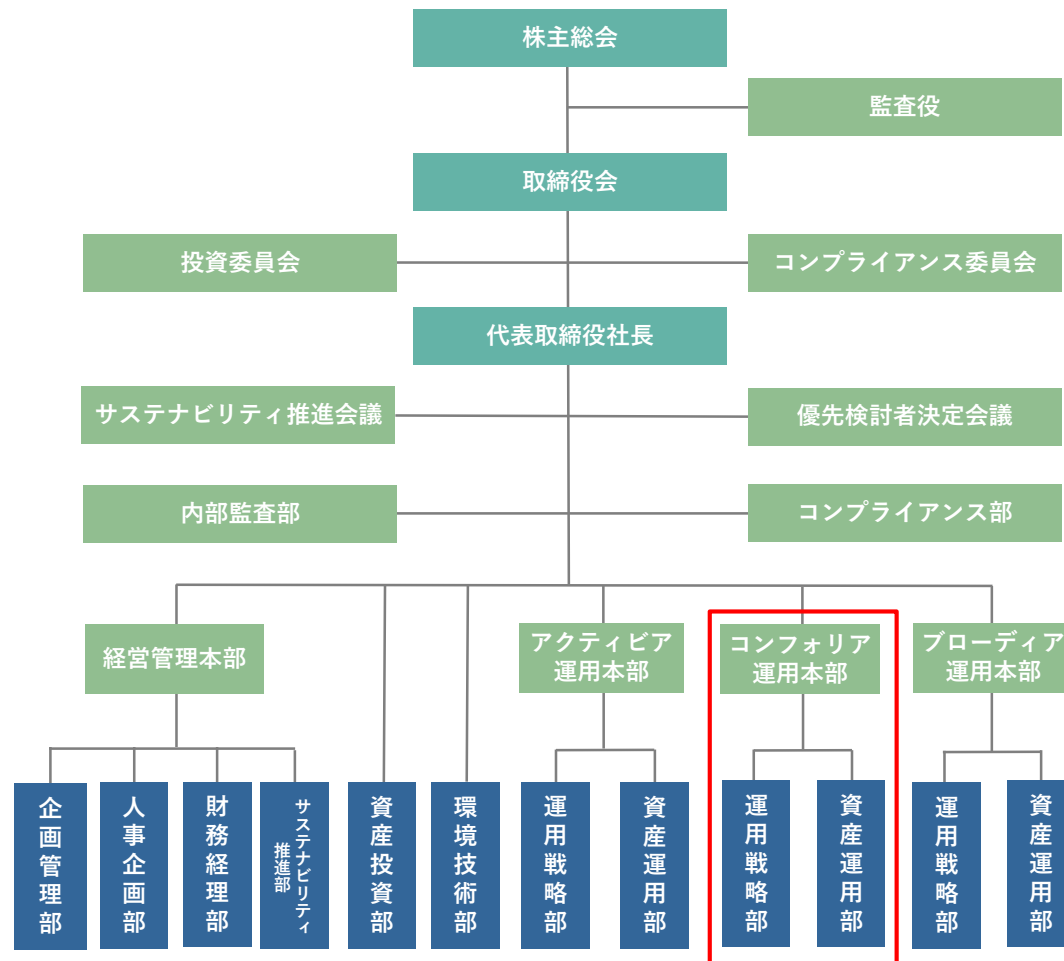 株主総会
監査役
取締役会
投資委員会
コンプライアンス委員会
代表取締役社長
サステナビリティ推進会議
優先検討者決定会議
内部監査部
コンプライアンス部
経営管理本部
アクティビア
運用本部
コンフォリア
運用本部
ブローディア
運用本部
企画管理部
人事企画部
財務経理部
サステナビリティ
推進部
資産投資部
環境技術部
運用戦略部
資産運用部
運用戦略部
資産運用部
運用戦略部
資産運用部